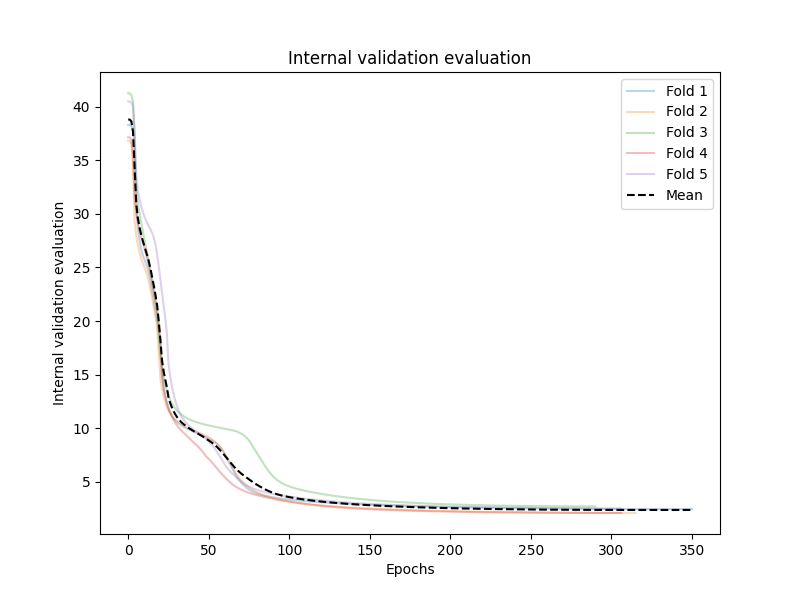 Internal validation evaluation
Internal validation evaluation
40
35
30
25
20
15
10
5
0 50 100 150 200 250 300 350
Epochs
Fold 1
Fold 2
Fold 3
Fold 4
Fold 5
Mean